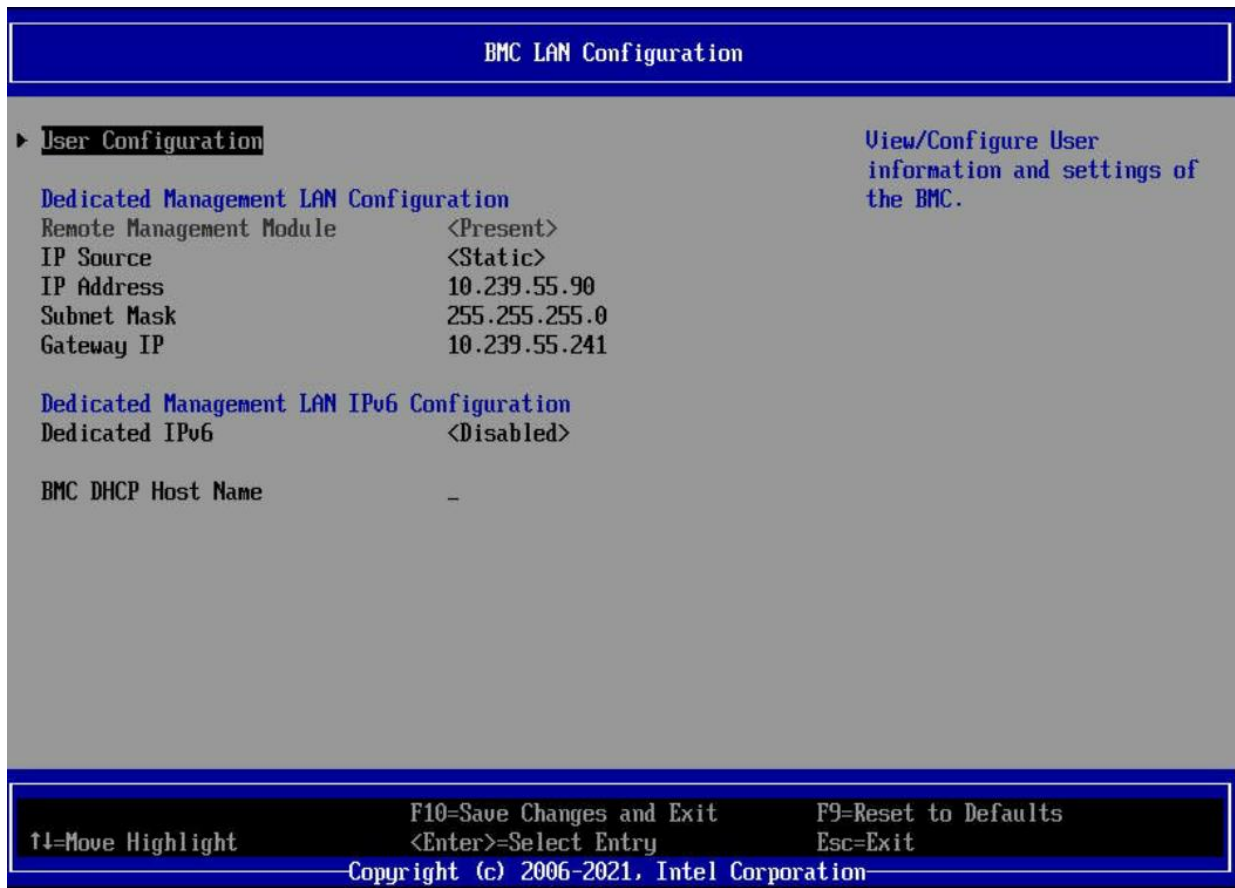 BMC LAN Configuration
User Configuration
View/Configure User
information and settings of
the BMC.
Dedicated Management LAN Configuration
Remote Management Module <Present>
IP Source <Static>
IP Address 10.239.55.90
Subnet Mask 255.255.255.0
Gateway IP 10.239.55.241
Dedicated Management LAN IPv6 Configuration
Dedicated IPv6 <Disabled>
BMC DHCP Host Name _
F10=Save Changes and Exit F9=Reset to Defaults
↑↓=Move Highlight <Enter>=Select Entry Esc=Exit
Copyright (c) 2006-2021, Intel Corporation